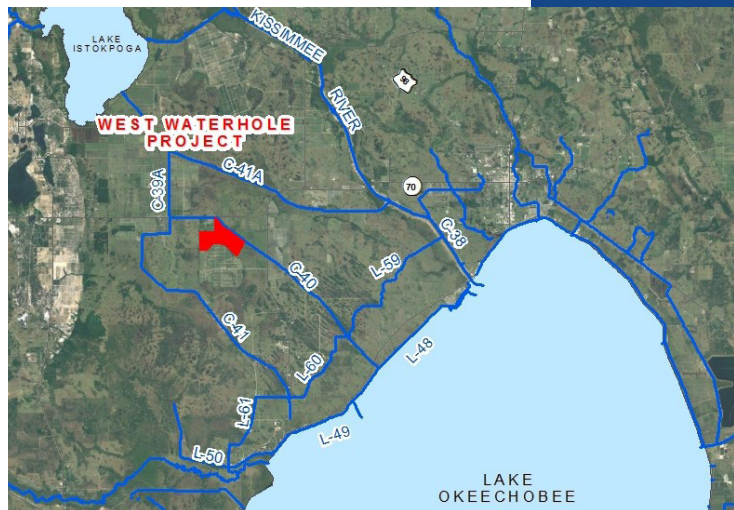 LAKE
ISTOKPOGA
KISSIMMEE
RIVER
98
WEST WATERHOLE
PROJECT
C-41A
70
C-39A
C-38
L-59
C-40
C-41
L-48
L-60
L-61
L-49
L-50
LAKE
OKEECHOBEE